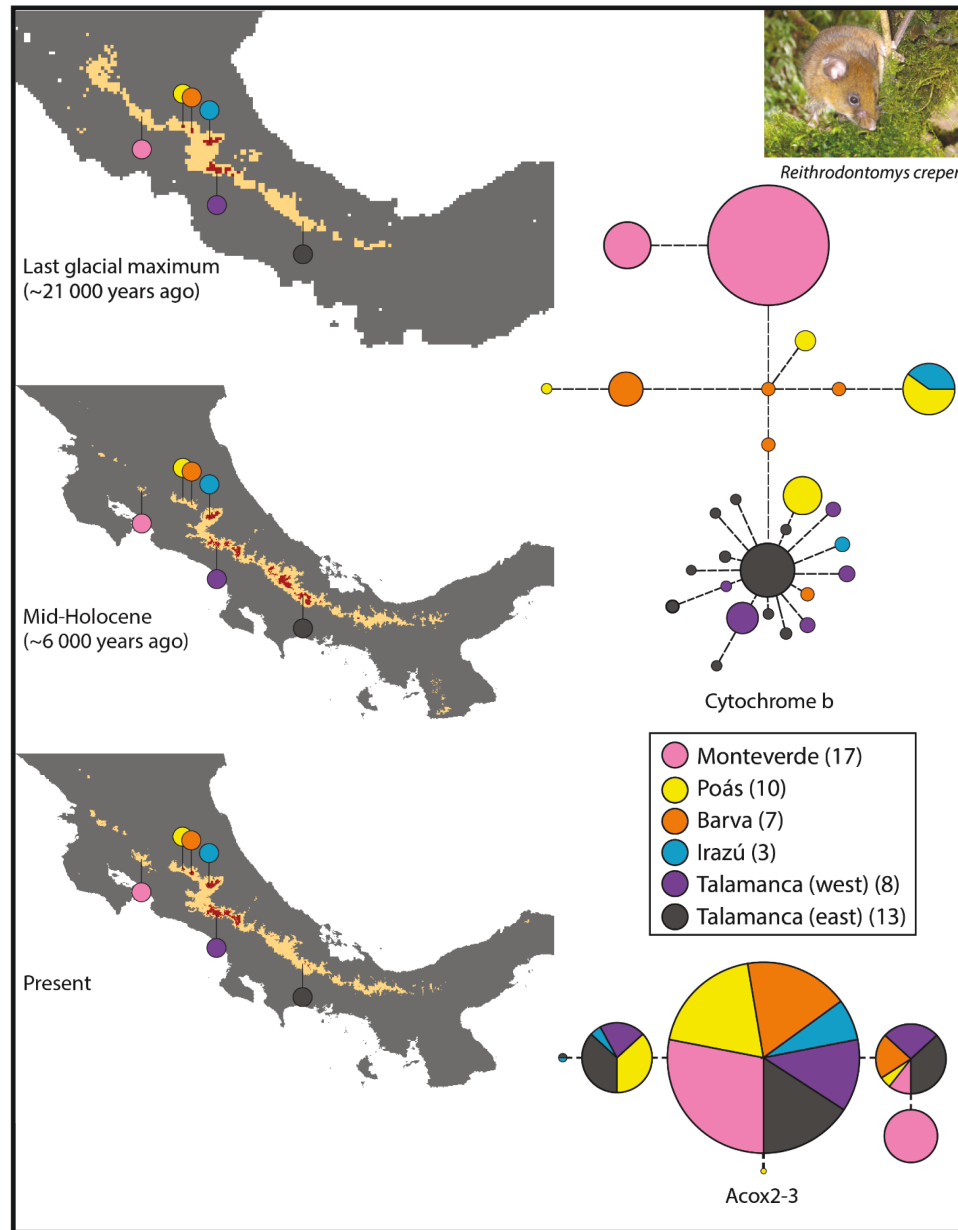 Reithrodontomys creper
Last glacial maximum
(~21 000 years ago)
Mid-Holocene
(~6 000 years ago)
Cytochrome b
Monteverde (17)
Poás (10)
Barva (7)
Irazú (3)
Talamanca (west) (8)
Talamanca (east) (13)
Present
Acox2-3